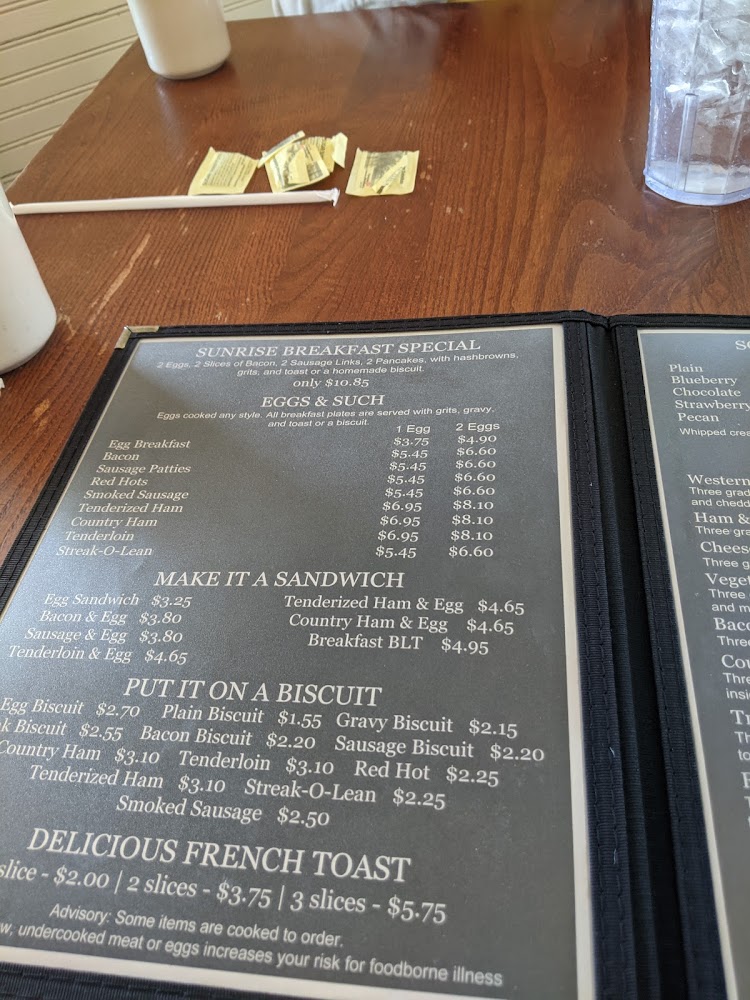 SUNRISE BREAKFAST SPECIAL
2 Eggs, 2 Slices of Bacon, 2 Sausage Links, 2 Pancakes, with hashbrowns,
grits, and toast or a homemade biscuit.
only $10.85
EGGS & SUCH
Eggs cooked any style. All breakfast plates are served with grits, gravy,
and toast or a biscuit.
1 Egg 2 Eggs
Egg Breakfast $3.75 $4.90
Bacon $5.45 $6.60
Sausage Patties $5.45 $6.60
Red Hots $5.45 $6.60
Smoked Sausage $5.45 $6.60
Tenderized Ham $6.95 $8.10
Country Ham $6.95 $8.10
Tenderloin $6.95 $8.10
Streak-O-Lean $5.45 $6.60
MAKE IT A SANDWICH
Egg Sandwich $3.25 Tenderized Ham & Egg $4.65
Bacon & Egg $3.80 Country Ham & Egg $4.65
Sausage & Egg $3.80 Breakfast BLT $4.95
Tenderloin & Egg $4.65
PUT IT ON A BISCUIT
Egg Biscuit $2.70 Plain Biscuit $1.55 Gravy Biscuit $2.15
k Biscuit $2.55 Bacon Biscuit $2.20 Sausage Biscuit $2.20
Country Ham $3.10 Tenderloin $3.10 Red Hot $2.25
Tenderized Ham $3.10 Streak-O-Lean $2.25
Smoked Sausage $2.50
DELICIOUS FRENCH TOAST
slice - $2.00 | 2 slices - $3.75 | 3 slices - $5.75
Advisory: Some items are cooked to order.
w, undercooked meat or eggs increases your risk for foodborne illness
Plain
Blueberry
Chocolate
Strawberry
Pecan
Whipped crea
Western
Three grad
and chedd
Ham &
Three gra
Chees
Three g
Veget
Three
and m
Baco
Three
Cou
Thre
insi
T
Th
to